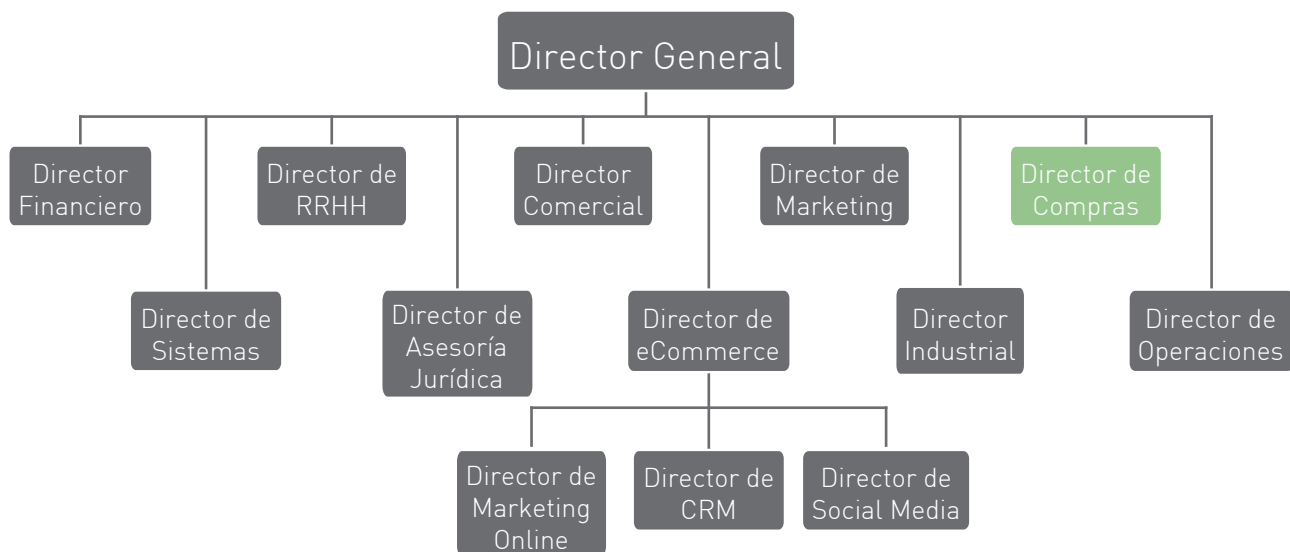 Director General
Director
Financiero
Director de
RRHH
Director
Comercial
Director de
Marketing
Director de
Compras
Director de
Sistemas
Director de
Asesoría
Jurídica
Director de
eCommerce
Director
Industrial
Director de
Operaciones
Director de
Marketing
Online
Director de
CRM
Director de
Social Media